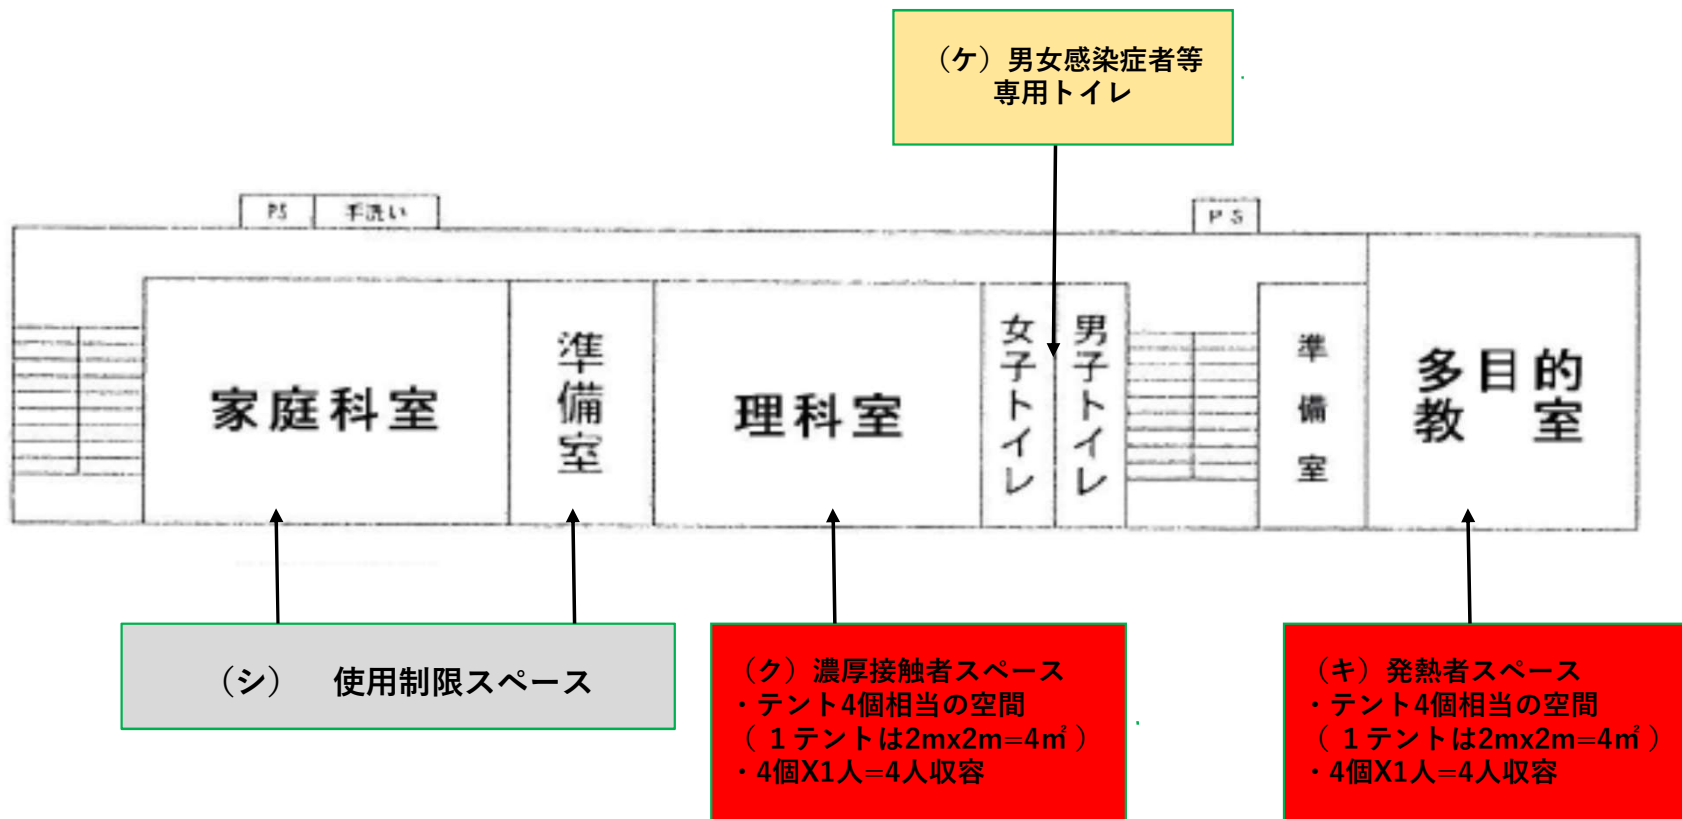 （ケ）男女感染症者等
専用トイレ
PS
手洗い
PS
家庭科室
準備室
理科室
女子トイレ
男子トイレ
準備室
多目的
教室
（シ）　使用制限スペース
（ク）濃厚接触者スペース
・テント4個相当の空間
（１テントは2mx2m=4㎡）
・4個X1人=4人収容
（キ）発熱者スペース
・テント4個相当の空間
（１テントは2mx2m=4㎡）
・4個X1人=4人収容